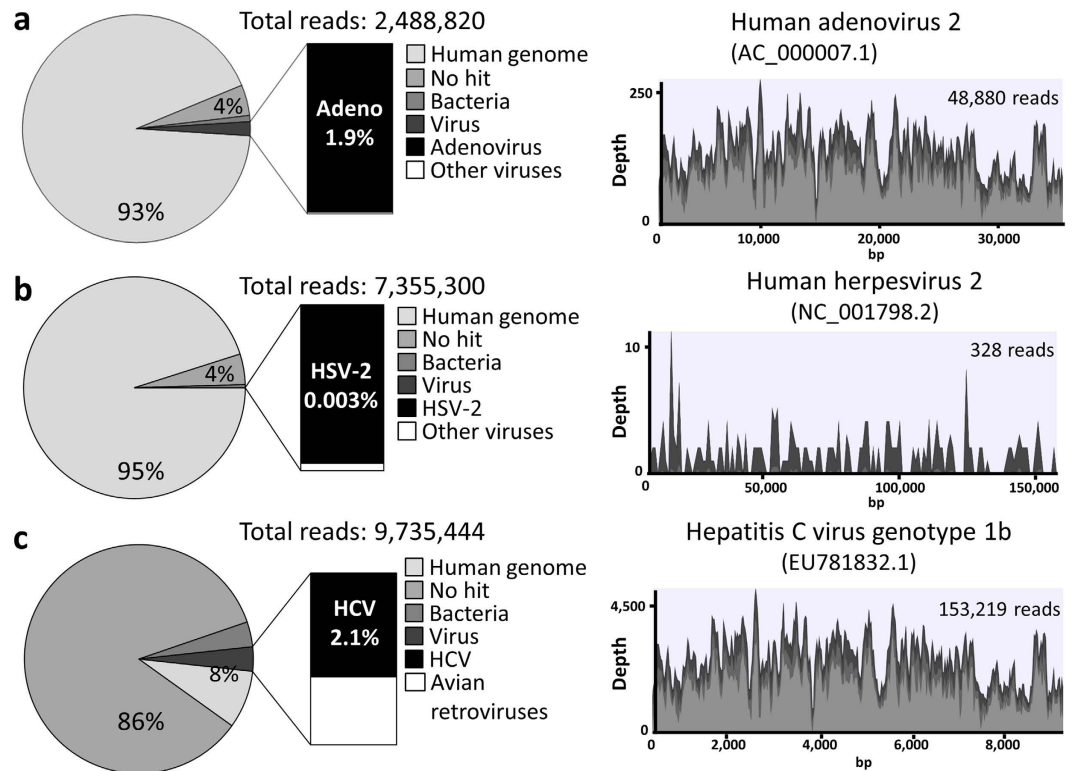 a
Total reads: 2,488,820
Human genome
No hit
Bacteria
Virus
Adenovirus
Other viruses
Adeno
1.9%
4%
93%
Human adenovirus 2
(AC_000007.1)
48,880 reads
250
0
Depth
0
10,000
20,000
30,000
bp
b
Total reads: 7,355,300
Human genome
No hit
Bacteria
Virus
HSV-2
Other viruses
HSV-2
0.003%
4%
95%
Human herpesvirus 2
(NC_001798.2)
328 reads
10
0
Depth
0
50,000
100,000
150,000
bp
c
Total reads: 9,735,444
Human genome
No hit
Bacteria
Virus
HCV
Avian
retroviruses
HCV
2.1%
8%
86%
Hepatitis C virus genotype 1b
(EU781832.1)
153,219 reads
4,500
0
Depth
0
2,000
4,000
6,000
8,000
bp